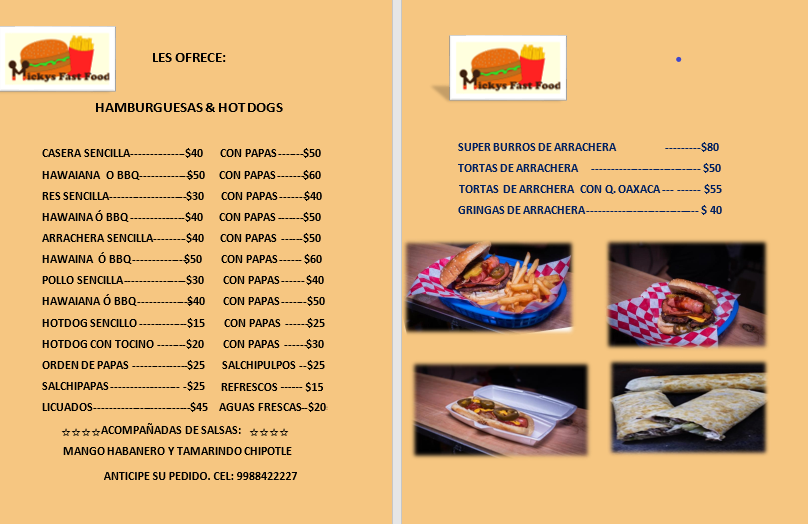 Mickys Fast Food
LES OFRECE:
HAMBURGUESAS & HOT DOGS
CASERA SENCILLA--------------$40 CON PAPAS-------$50
HAWAIANA O BBQ------------$50 CON PAPAS-------$60
RES SENCILLA--------------------$30 CON PAPAS-------$40
HAWAINA Ó BBQ --------------$40 CON PAPAS -------$50
ARRACHERA SENCILLA--------$40 CON PAPAS ------$50
HAWAINA Ó BBQ-------------$50 CON PAPAS------ $60
POLLO SENCILLA----------------$30 CON PAPAS-----$40
HAWAIANA Ó BBQ-------------$40 CON PAPAS-------$50
HOTDOG SENCILLO ------------$15 CON PAPAS ------$25
HOTDOG CON TOCINO -------$20 CON PAPAS ------$30
ORDEN DE PAPAS --------------$25 SALCHIPULPOS --$25
SALCHIPAPAS------------------ -$25 REFRESCOS ------ $15
LICUADOS-------------------------$45 AGUAS FRESCAS--$20
☆☆☆☆ACOMPAÑADAS DE SALSAS: ☆☆☆☆
MANGO HABANERO Y TAMARINDO CHIPOTLE
ANTICIPE SU PEDIDO. CEL: 9988422227
Mickys Fast Food
SUPER BURROS DE ARRACHERA ---------$80
TORTAS DE ARRACHERA ---------------------------- $50
TORTAS DE ARRCHERA CON Q. OAXACA --- ------ $55
GRINGAS DE ARRACHERA---------------------------- $ 40